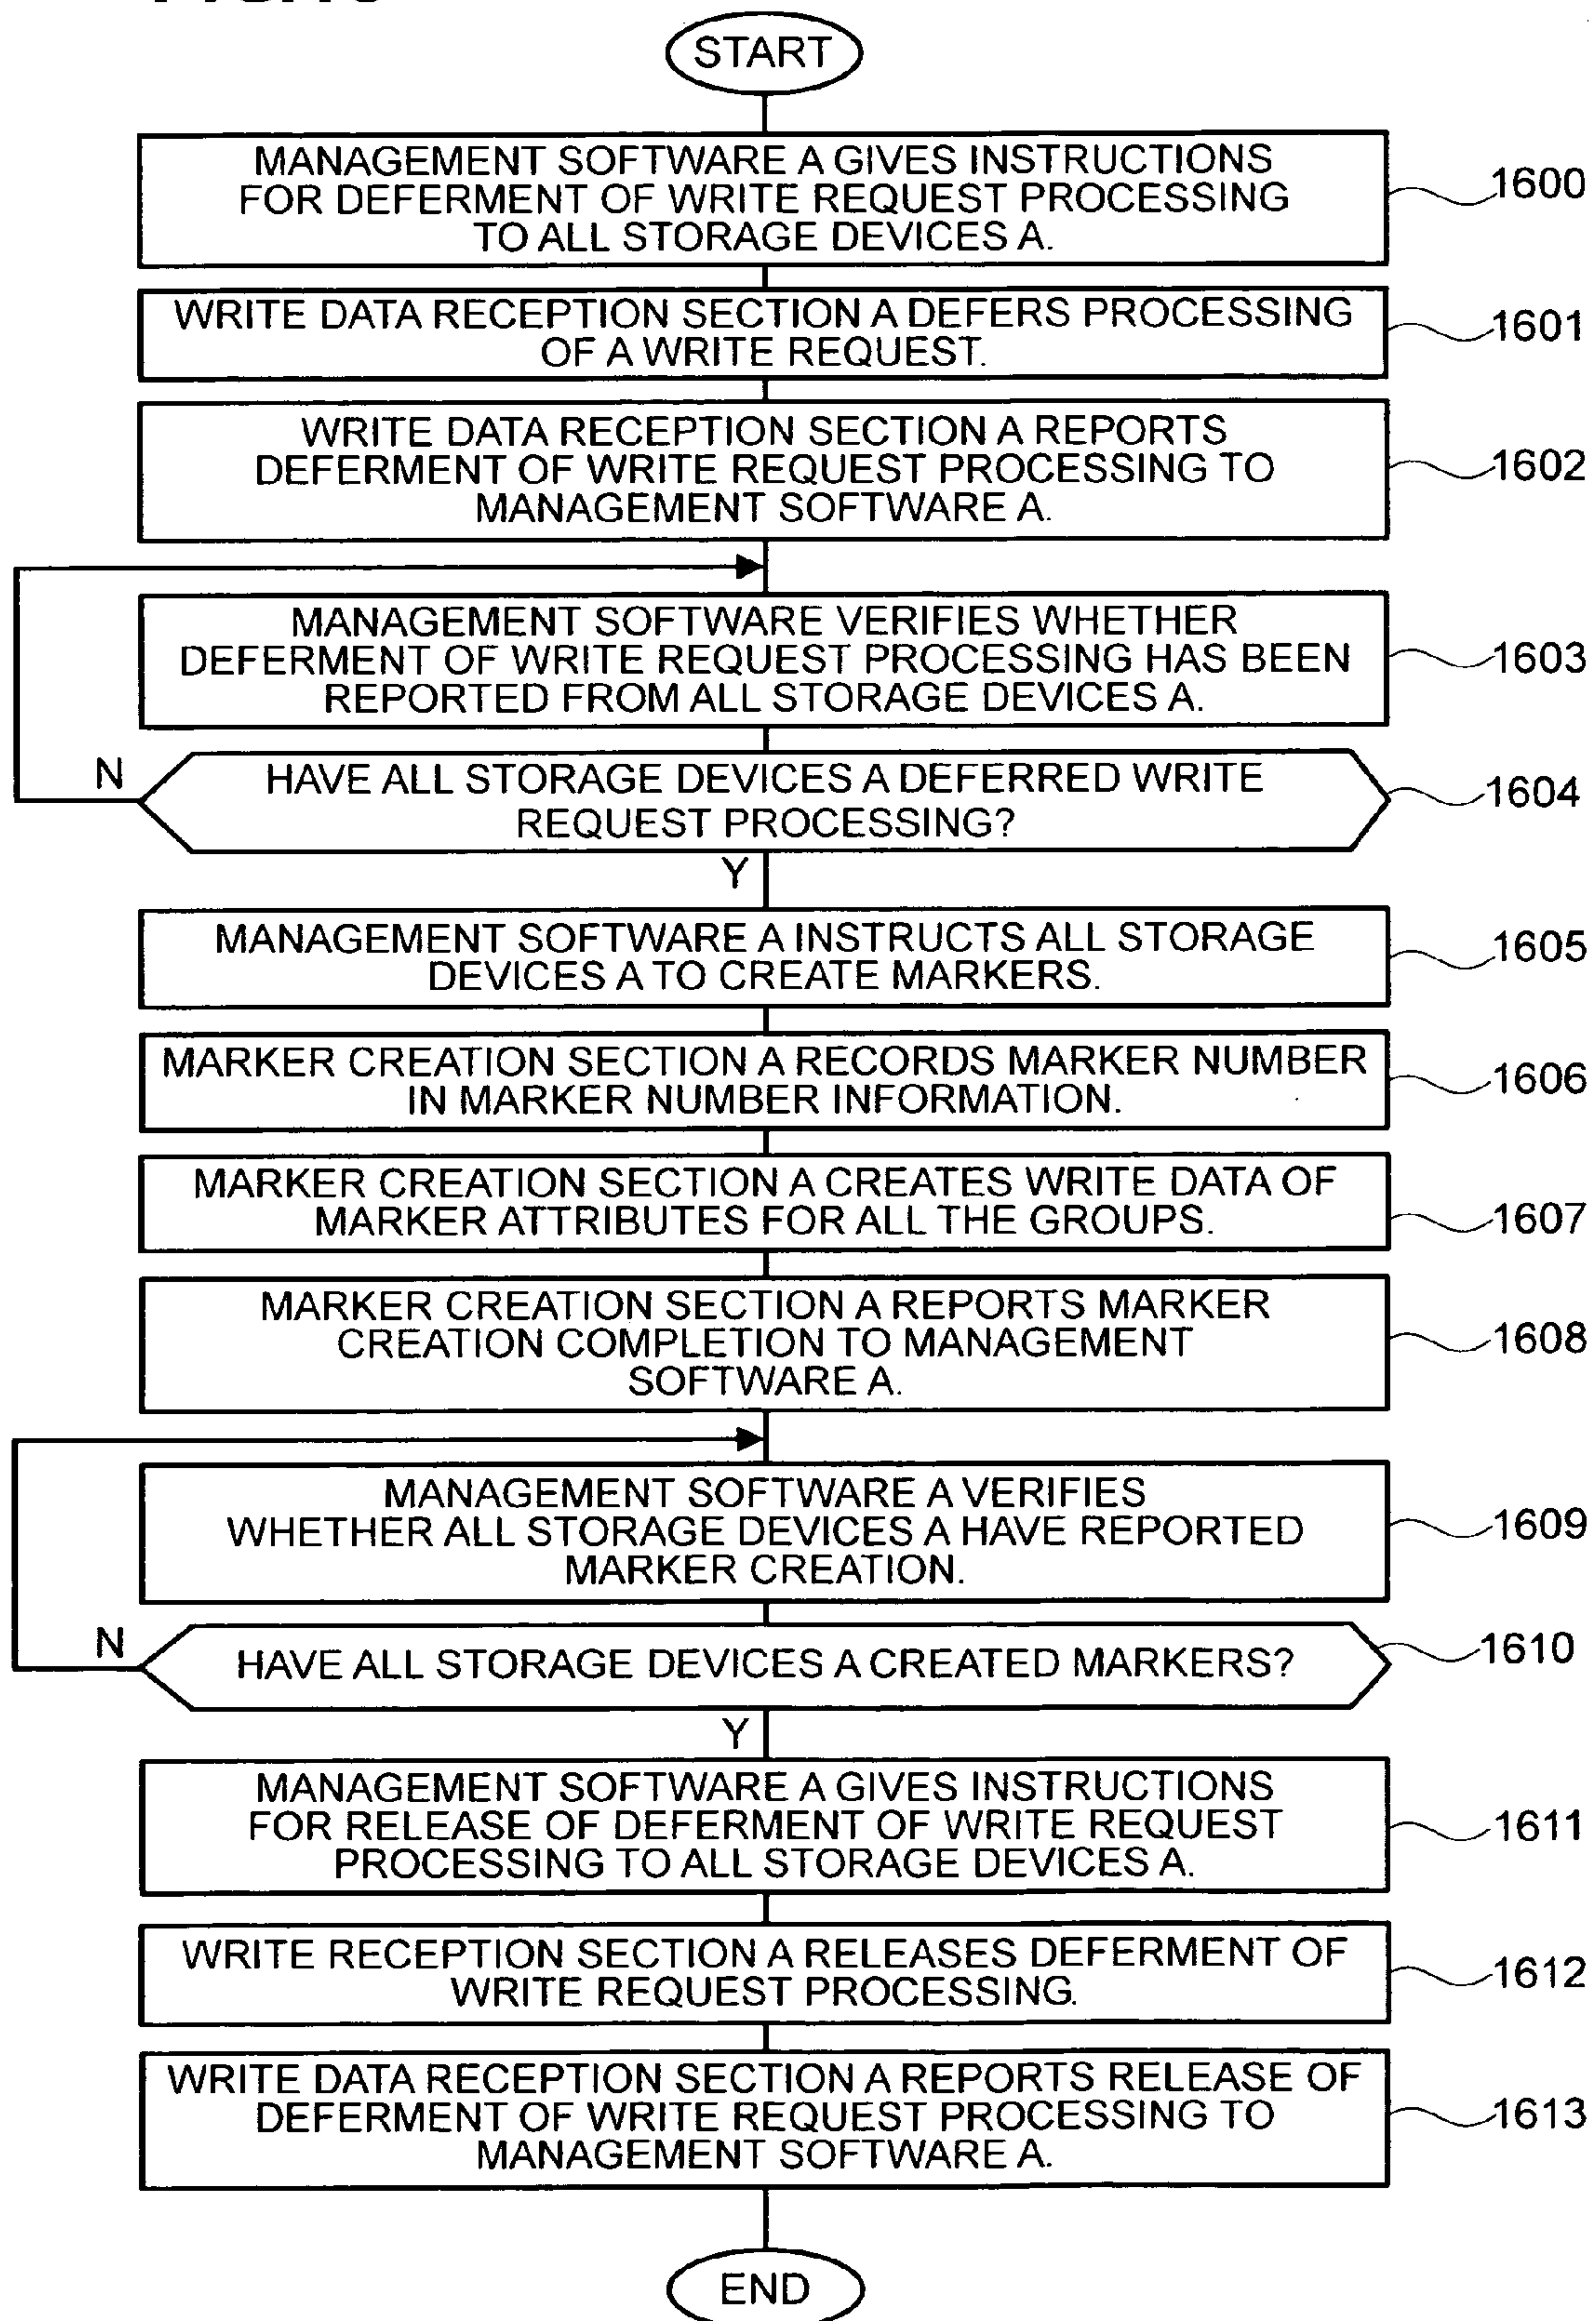 START
MANAGEMENT SOFTWARE A GIVES INSTRUCTIONS
FOR DEFERMENT OF WRITE REQUEST PROCESSING
TO ALL STORAGE DEVICES A.
1600
WRITE DATA RECEPTION SECTION A DEFERS PROCESSING
OF A WRITE REQUEST.
1601
WRITE DATA RECEPTION SECTION A REPORTS
DEFERMENT OF WRITE REQUEST PROCESSING TO
MANAGEMENT SOFTWARE A.
1602
MANAGEMENT SOFTWARE VERIFIES WHETHER
DEFERMENT OF WRITE REQUEST PROCESSING HAS BEEN
REPORTED FROM ALL STORAGE DEVICES A.
1603
N
HAVE ALL STORAGE DEVICES A DEFERRED WRITE
REQUEST PROCESSING?
1604
Y
MANAGEMENT SOFTWARE A INSTRUCTS ALL STORAGE
DEVICES A TO CREATE MARKERS.
1605
MARKER CREATION SECTION A RECORDS MARKER NUMBER
IN MARKER NUMBER INFORMATION.
1606
MARKER CREATION SECTION A CREATES WRITE DATA OF
MARKER ATTRIBUTES FOR ALL THE GROUPS.
1607
MARKER CREATION SECTION A REPORTS MARKER
CREATION COMPLETION TO MANAGEMENT
SOFTWARE A.
1608
MANAGEMENT SOFTWARE A VERIFIES
WHETHER ALL STORAGE DEVICES A HAVE REPORTED
MARKER CREATION.
1609
N
HAVE ALL STORAGE DEVICES A CREATED MARKERS?
1610
Y
MANAGEMENT SOFTWARE A GIVES INSTRUCTIONS
FOR RELEASE OF DEFERMENT OF WRITE REQUEST
PROCESSING TO ALL STORAGE DEVICES A.
1611
WRITE RECEPTION SECTION A RELEASES DEFERMENT OF
WRITE REQUEST PROCESSING.
1612
WRITE DATA RECEPTION SECTION A REPORTS RELEASE OF
DEFERMENT OF WRITE REQUEST PROCESSING TO
MANAGEMENT SOFTWARE A.
1613
END